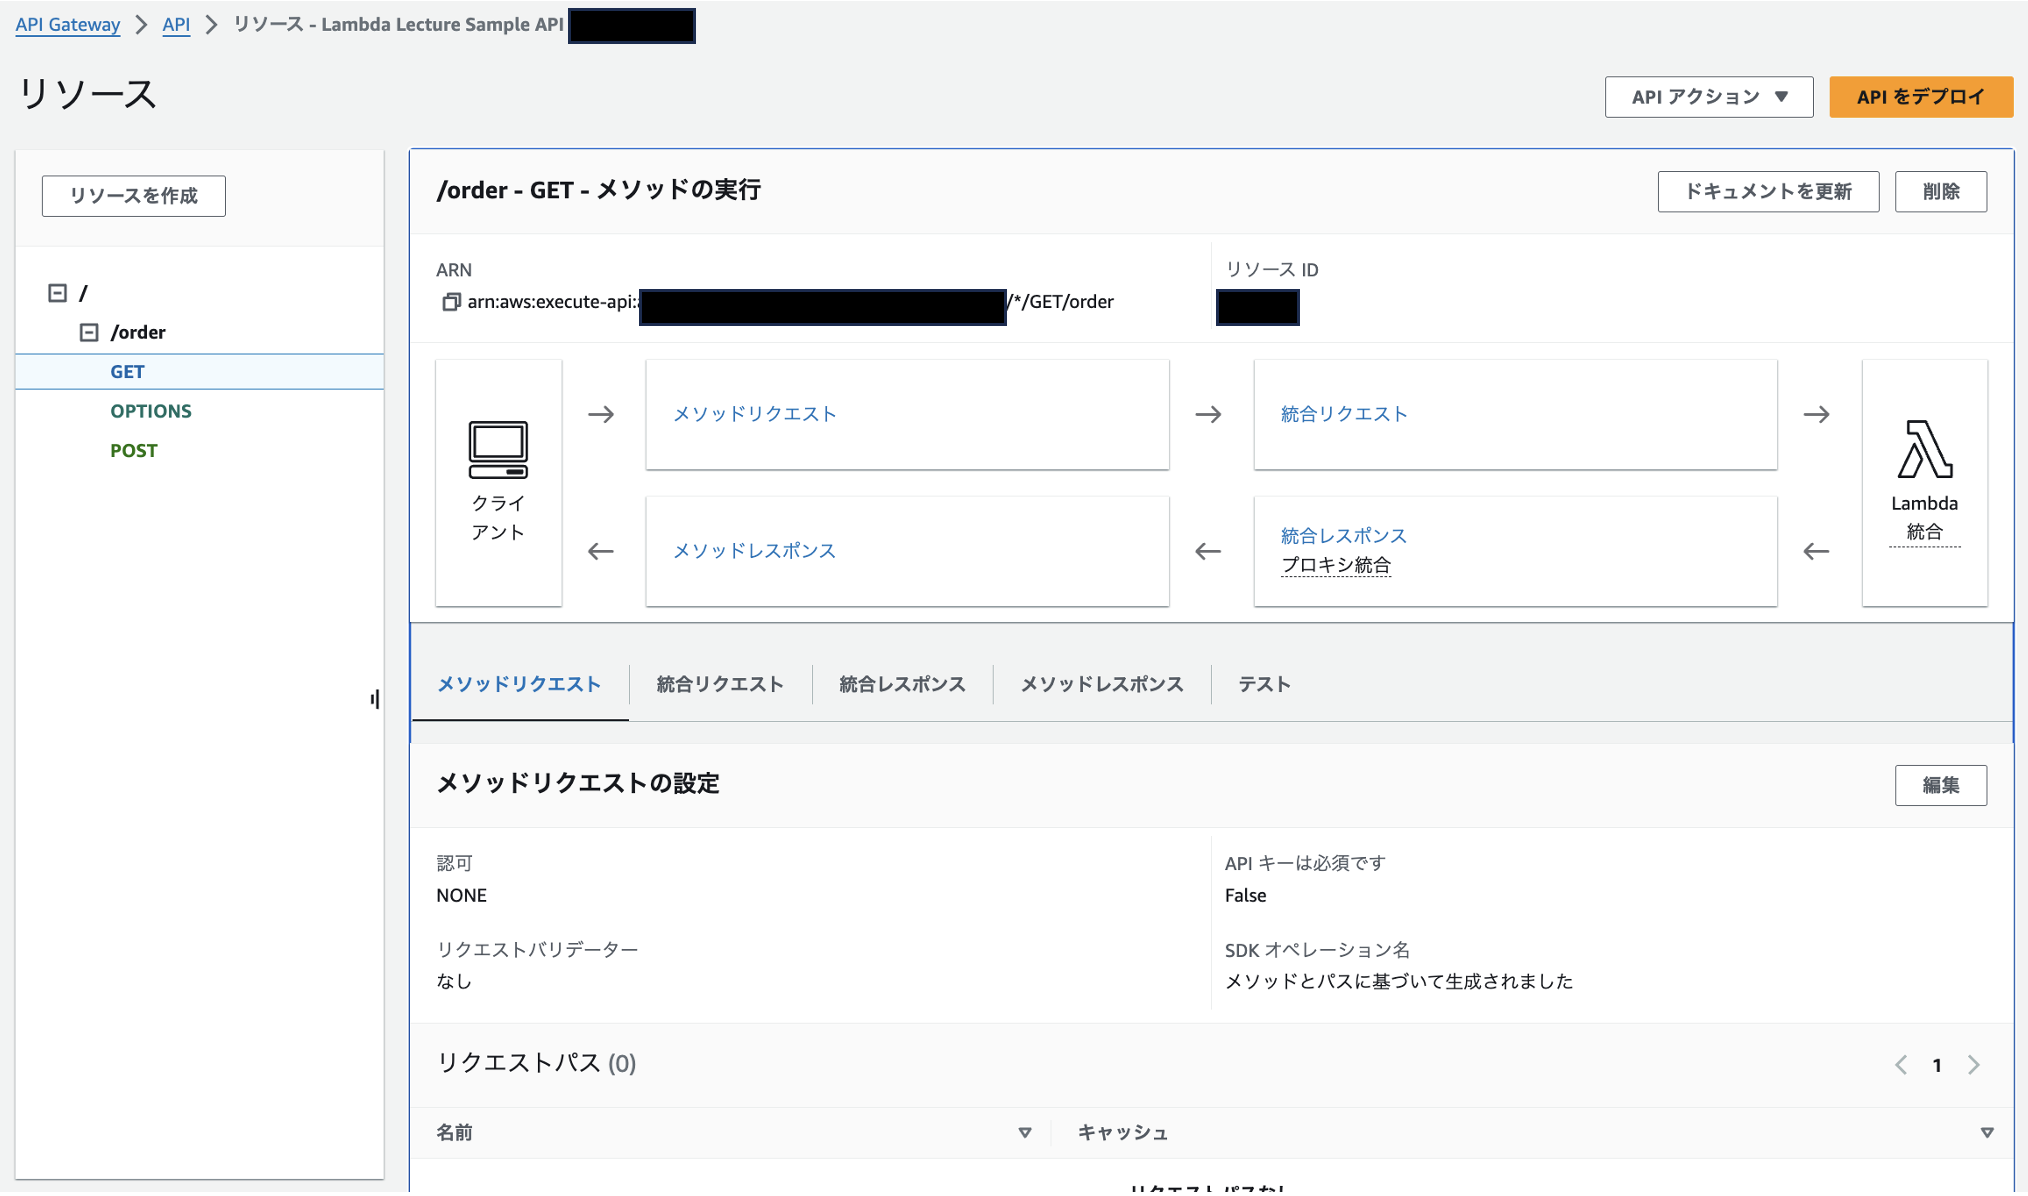 API Gateway > API > リソース - Lambda Lecture Sample API
リソース
API アクション ▼
API をデプロイ
リソースを作成
/
/order
GET
OPTIONS
POST
/order - GET - メソッドの実行
ドキュメントを更新
削除
ARN
arn:aws:execute-api: /*/GET/order
リソース ID
クライ
アント
メソッドリクエスト
統合リクエスト
メソッドレスポンス
統合レスポンス
プロキシ統合
Lambda
統合
メソッドリクエスト
統合リクエスト
統合レスポンス
メソッドレスポンス
テスト
メソッドリクエストの設定
編集
認可
NONE
API キーは必須です
False
リクエストバリデーター
なし
SDK オペレーション名
メソッドとパスに基づいて生成されました
リクエストパス (0)
1
名前
キャッシュ
リクエストパスなし